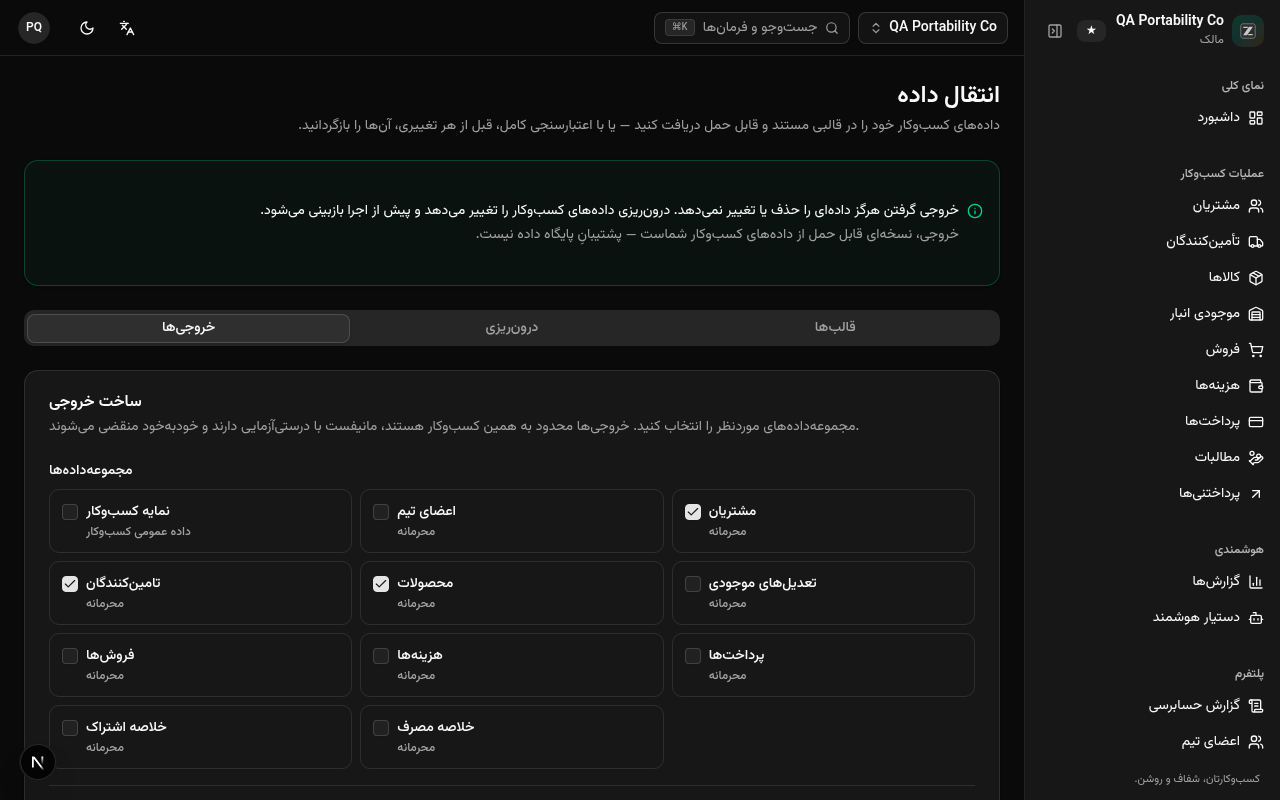 QA Portability Co
مالک
نمای کلی
داشبورد
عملیات کسب‌وکار
مشتریان
تأمین‌کنندگان
کالاها
موجودی انبار
فروش
هزینه‌ها
پرداخت‌ها
مطالبات
پرداختنی‌ها
هوشمندی
گزارش‌ها
دستیار هوشمند
پلتفرم
گزارش حسابرسی
اعضای تیم
کسب‌وکارتان، شفاف و روشن.
QA Portability Co
جست‌وجو و فرمان‌ها
⌘K
PQ
انتقال داده
داده‌های کسب‌وکار خود را در قالبی مستند و قابل حمل دریافت کنید — یا با اعتبارسنجی کامل، قبل از هر تغییری، آن‌ها را بازگردانید.
خروجی گرفتن هرگز داده‌ای را حذف یا تغییر نمی‌دهد. درون‌ریزی داده‌های کسب‌وکار را تغییر می‌دهد و پیش از اجرا بازبینی می‌شود.
خروجی، نسخه‌ای قابل حمل از داده‌های کسب‌وکار شماست — پشتیبانِ پایگاه داده نیست.
قالب‌ها
درون‌ریزی
خروجی‌ها
ساخت خروجی
مجموعه‌داده‌های موردنظر را انتخاب کنید. خروجی‌ها محدود به همین کسب‌وکار هستند، مانیفست با درستی‌آزمایی دارند و خودبه‌خود منقضی می‌شوند.
مجموعه‌داده‌ها
نمایه کسب‌وکار
داده عمومی کسب‌وکار
اعضای تیم
محرمانه
مشتریان
محرمانه
تامین‌کنندگان
محرمانه
محصولات
محرمانه
تعدیل‌های موجودی
محرمانه
فروش‌ها
محرمانه
هزینه‌ها
محرمانه
پرداخت‌ها
محرمانه
خلاصه اشتراک
محرمانه
خلاصه مصرف
محرمانه
N